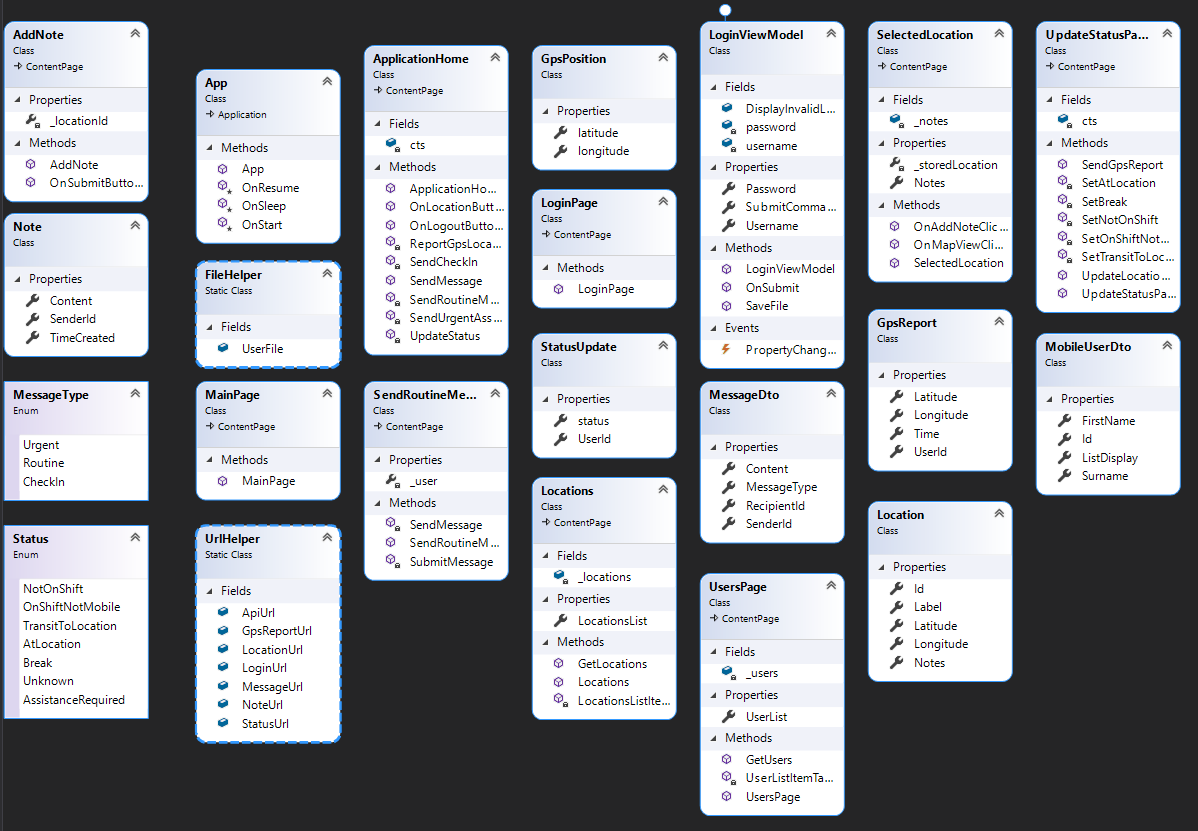 AddNote
Class
ContentPage
Properties
_locationId
Methods
AddNote
OnSubmitButto...
Note
Class
Properties
Content
SenderId
TimeCreated
MessageType
Enum
Urgent
Routine
CheckIn
Status
Enum
NotOnShift
OnShiftNotMobile
TransitToLocation
AtLocation
Break
Unknown
AssistanceRequired
App
Class
Application
Methods
App
OnResume
OnSleep
OnStart
FileHelper
Static Class
Fields
UserFile
MainPage
Class
ContentPage
Methods
MainPage
UrlHelper
Static Class
Fields
ApiUrl
GpsReportUrl
LocationUrl
LoginUrl
MessageUrl
NoteUrl
StatusUrl
ApplicationHome
Class
ContentPage
Fields
cts
Methods
ApplicationHo...
OnLocationButt...
OnLogoutButto...
ReportGpsLoca...
SendCheckIn
SendMessage
SendRoutineM...
SendUrgentAss...
UpdateStatus
SendRoutineMe...
Class
ContentPage
Properties
_user
Methods
SendMessage
SendRoutineM...
SubmitMessage
GpsPosition
Class
Properties
latitude
longitude
LoginPage
Class
ContentPage
Methods
LoginPage
StatusUpdate
Class
Properties
status
UserId
Locations
Class
ContentPage
Fields
_locations
Properties
LocationsList
Methods
GetLocations
Locations
LocationsListIte...
LoginViewModel
Class
Fields
DisplayInvalidL...
password
username
Properties
Password
SubmitComma...
Username
Methods
LoginViewModel
OnSubmit
SaveFile
Events
PropertyChang...
MessageDto
Class
Properties
Content
MessageType
RecipientId
SenderId
UsersPage
Class
ContentPage
Fields
_users
Properties
UserList
Methods
GetUsers
UserListItemTa...
UsersPage
SelectedLocation
Class
ContentPage
Fields
_notes
Properties
_storedLocation
Notes
Methods
OnAddNoteClic...
OnMapViewCli...
SelectedLocation
GpsReport
Class
Properties
Latitude
Longitude
Time
UserId
Location
Class
Properties
Id
Label
Latitude
Longitude
Notes
UpdateStatusPa...
Class
ContentPage
Fields
cts
Methods
SendGpsReport
SetAtLocation
SetBreak
SetNotOnShift
SetOnShiftNot...
SetTransitToLoc...
UpdateLocatio...
UpdateStatusPa...
MobileUserDto
Class
Properties
FirstName
Id
ListDisplay
Surname